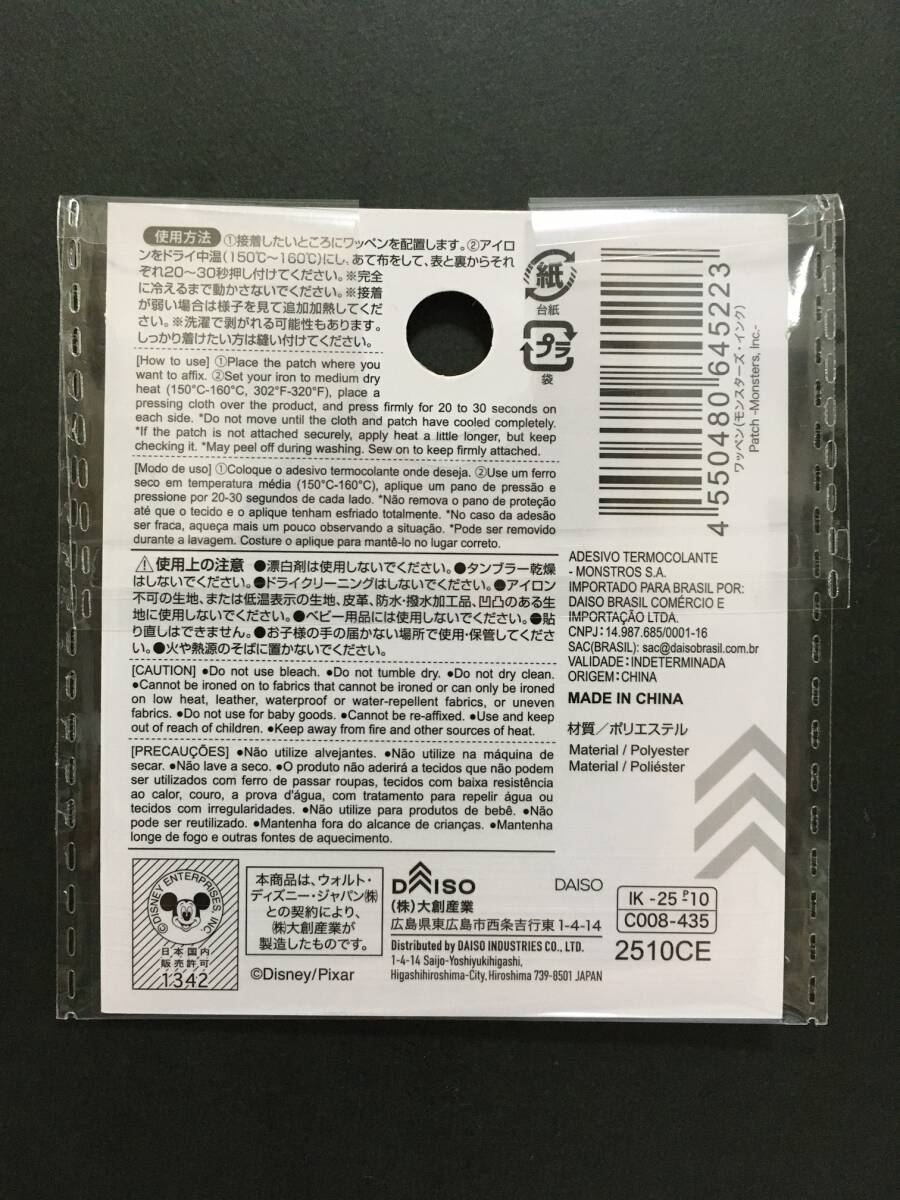 使用方法 ①接着したいところにワッペンを配置します。②アイロ
ンをドライ中温(150℃〜160℃)にし、あて布をして、表と裏からそれ
ぞれ20〜30秒押し付けてください。※完全
に冷えるまで動かさないでください。※接着
が弱い場合は様子を見て追加加熱してくだ
さい。※洗濯で剥がれる可能性もあります。
しっかり着けたい方は縫い付けてください。
[How to use] ①Place the patch where you
want to affix. ②Set your iron to medium dry
heat (150°C-160°C, 302°F-320°F), place a
pressing cloth over the product, and press firmly for 20 to 30 seconds on
each side. *Do not move until the cloth and patch have cooled completely.
*If the patch is not attached securely, apply heat a little longer, but keep
checking it. *May peel off during washing. Sew on to keep firmly attached.
[Modo de uso] ①Coloque o adesivo termocolante onde deseja. ②Use um ferro
seco em temperatura média (150°C-160°C), aplique um pano de pressão e
pressione por 20-30 segundos de cada lado. *Não remova o pano de proteção
até que o tecido e o aplique tenham esfriado totalmente. *No caso da adesão
ser fraca, aqueça mais um pouco observando a situação. *Pode ser removido
durante a lavagem. Costure o aplique para mantê-lo no lugar correto.
⚠使用上の注意 ●漂白剤は使用しないでください。●タンブラー乾燥
はしないでください。●ドライクリーニングはしないでください。●アイロン
不可の生地、または低温表示の生地、皮革、防水・撥水加工品、凹凸のある生
地に使用しないでください。●ベビー用品には使用しないでください。●貼
り直しはできません。●お子様の手の届かない場所で使用・保管してくださ
い。●火や熱源のそばに置かないでください。
[CAUTION] ●Do not use bleach. ●Do not tumble dry. ●Do not dry clean.
●Cannot be ironed on to fabrics that cannot be ironed or can only be ironed
on low heat, leather, waterproof or water-repellent fabrics, or uneven
fabrics. ●Do not use for baby goods. ●Cannot be re-affixed. ●Use and keep
out of reach of children. ●Keep away from fire and other sources of heat.
[PRECAUÇÕES] ●Não utilize alvejantes. ●Não utilize na máquina de
secar. ●Não lave a seco. ●O produto não aderirá a tecidos que não podem
ser utilizados com ferro de passar roupas, tecidos com baixa resistência
ao calor, couro, a prova d'água, com tratamento para repelir água ou
tecidos com irregularidades. ●Não utilize para produtos de bebê. ●Não
pode ser reutilizado. ●Mantenha fora do alcance de crianças. ●Mantenha
longe de fogo e outras fontes de aquecimento.
紙
台紙
プラ
袋
4 550480 645223
ワッペン(モンスターズ・インク)
Patch -Monsters, Inc.-
ADESIVO TERMOCOLANTE
- MONSTROS S.A.
IMPORTADO PARA BRASIL POR:
DAISO BRASIL COMÉRCIO E
IMPORTAÇÃO LTDA.
CNPJ:14.987.685/0001-16
SAC(BRASIL): sac@daisobrasil.com.br
VALIDADE:INDETERMINADA
ORIGEM:CHINA
MADE IN CHINA
材質/ポリエステル
Material / Polyester
Material / Poliéster
©DISNEY ENTERPRISES, INC
日本国内
販売許可
1342
本商品は、ウォルト・
ディズニー・ジャパン㈱
との契約により、
㈱大創産業が
製造したものです。
©Disney/Pixar
DAISO
(株)大創産業
広島県東広島市西条吉行東1-4-14
Distributed by DAISO INDUSTRIES CO., LTD.
1-4-14 Saijo-Yoshiyukihigashi,
Higashihiroshima-City, Hiroshima 739-8501 JAPAN
DAISO
IK -25 P-10
C008-435
2510CE